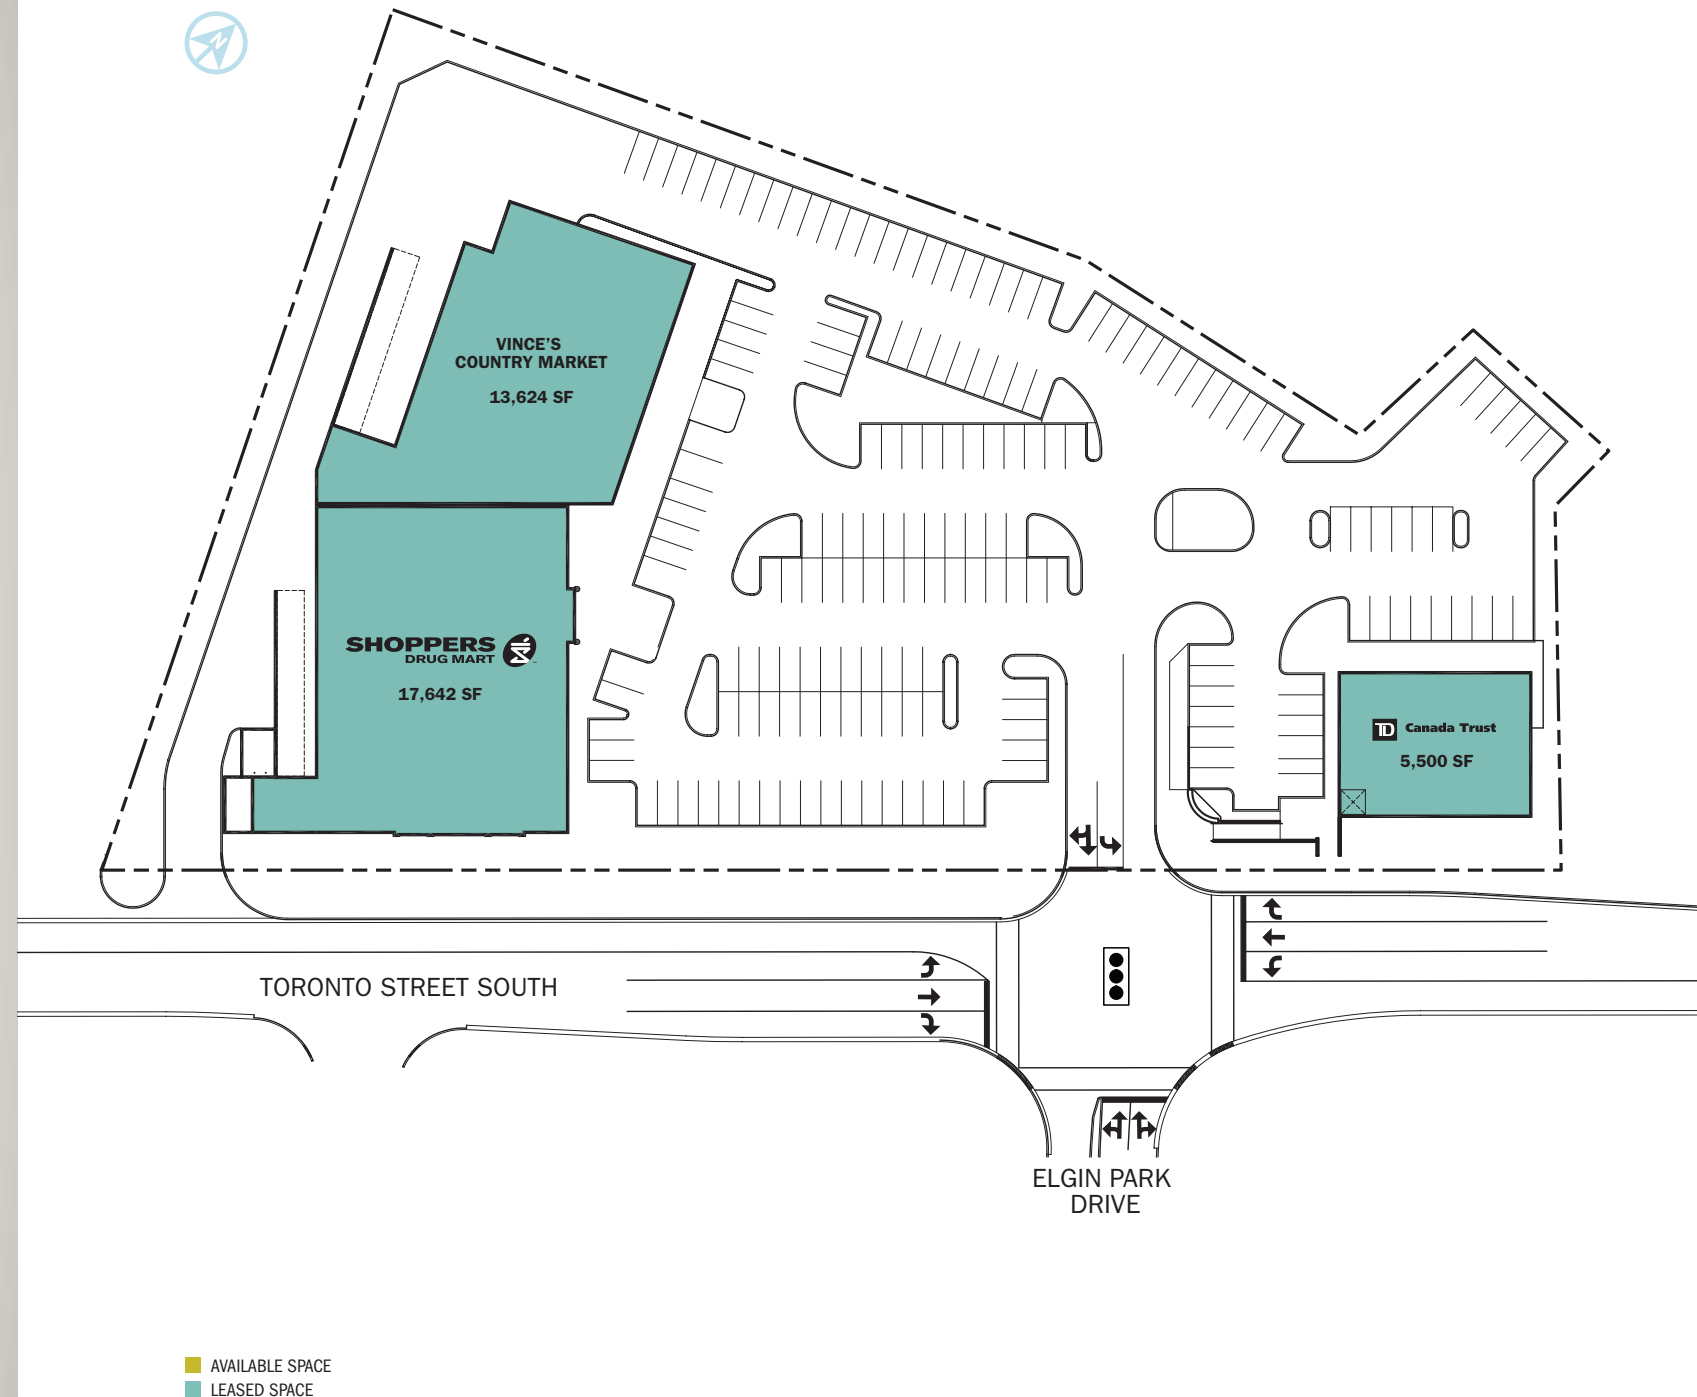 N
VINCE'S
COUNTRY MARKET
13,624 SF
SHOPPERS
DRUG MART
17,642 SF
TD Canada Trust
5,500 SF
TORONTO STREET SOUTH
ELGIN PARK
DRIVE
AVAILABLE SPACE
LEASED SPACE